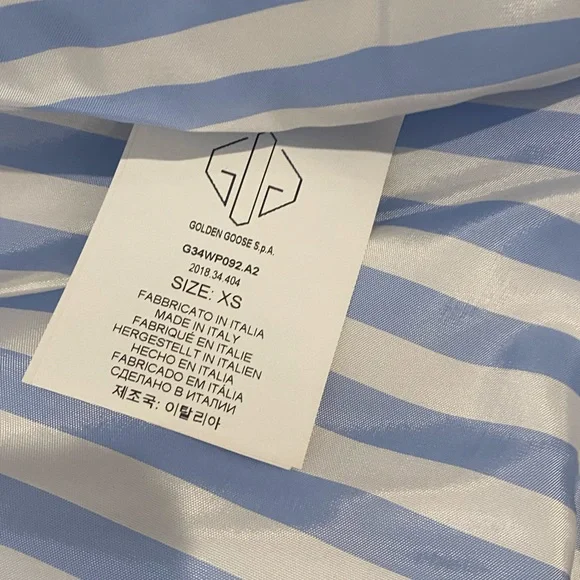 GOLDEN GOOSE S.p.A.
G34WP092.A2
2018.34.404
SIZE: XS
FABBRICATO IN ITALIA
MADE IN ITALY
FABRIQUÉ EN ITALIE
HERGESTELLT IN ITALIEN
HECHO EN ITALIA
FABRICADO EM ITÁLIA
СДЕЛАНО В ИТАЛИИ
제조국: 이탈리아